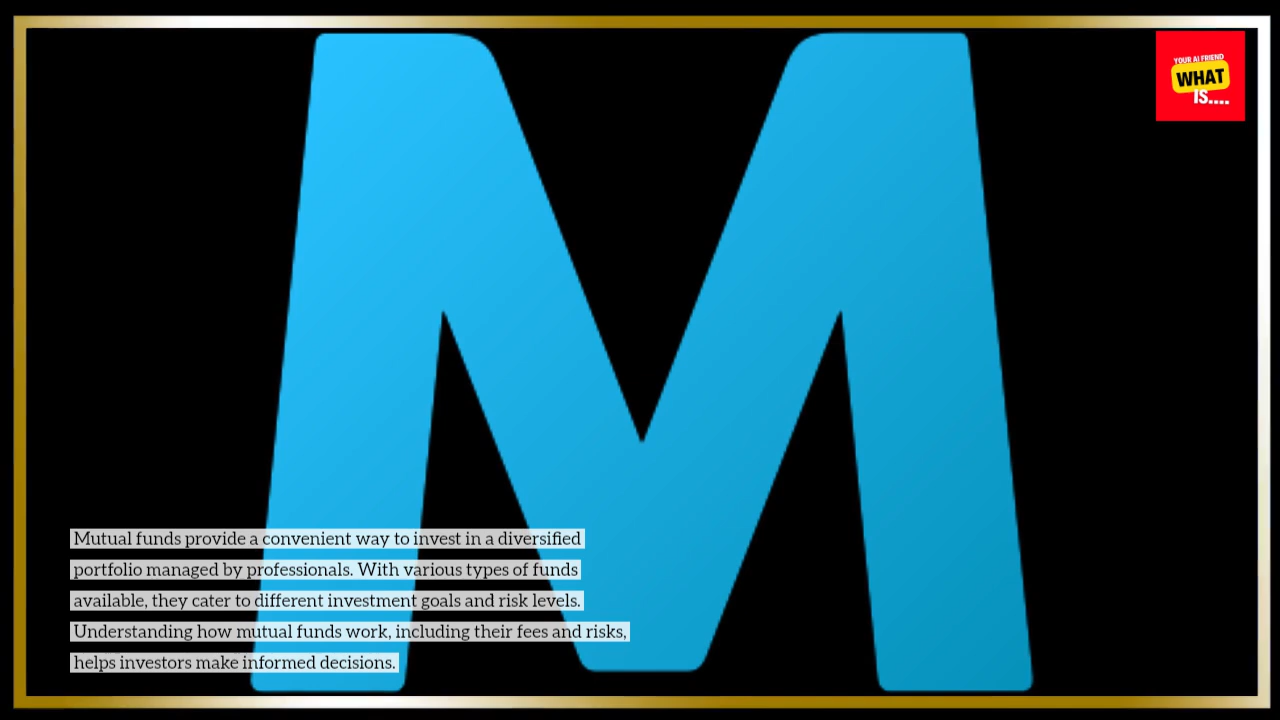 M
YOUR AI FRIEND
WHAT
IS....
Mutual funds provide a convenient way to invest in a diversified
portfolio managed by professionals. With various types of funds
available, they cater to different investment goals and risk levels.
Understanding how mutual funds work, including their fees and risks,
helps investors make informed decisions.